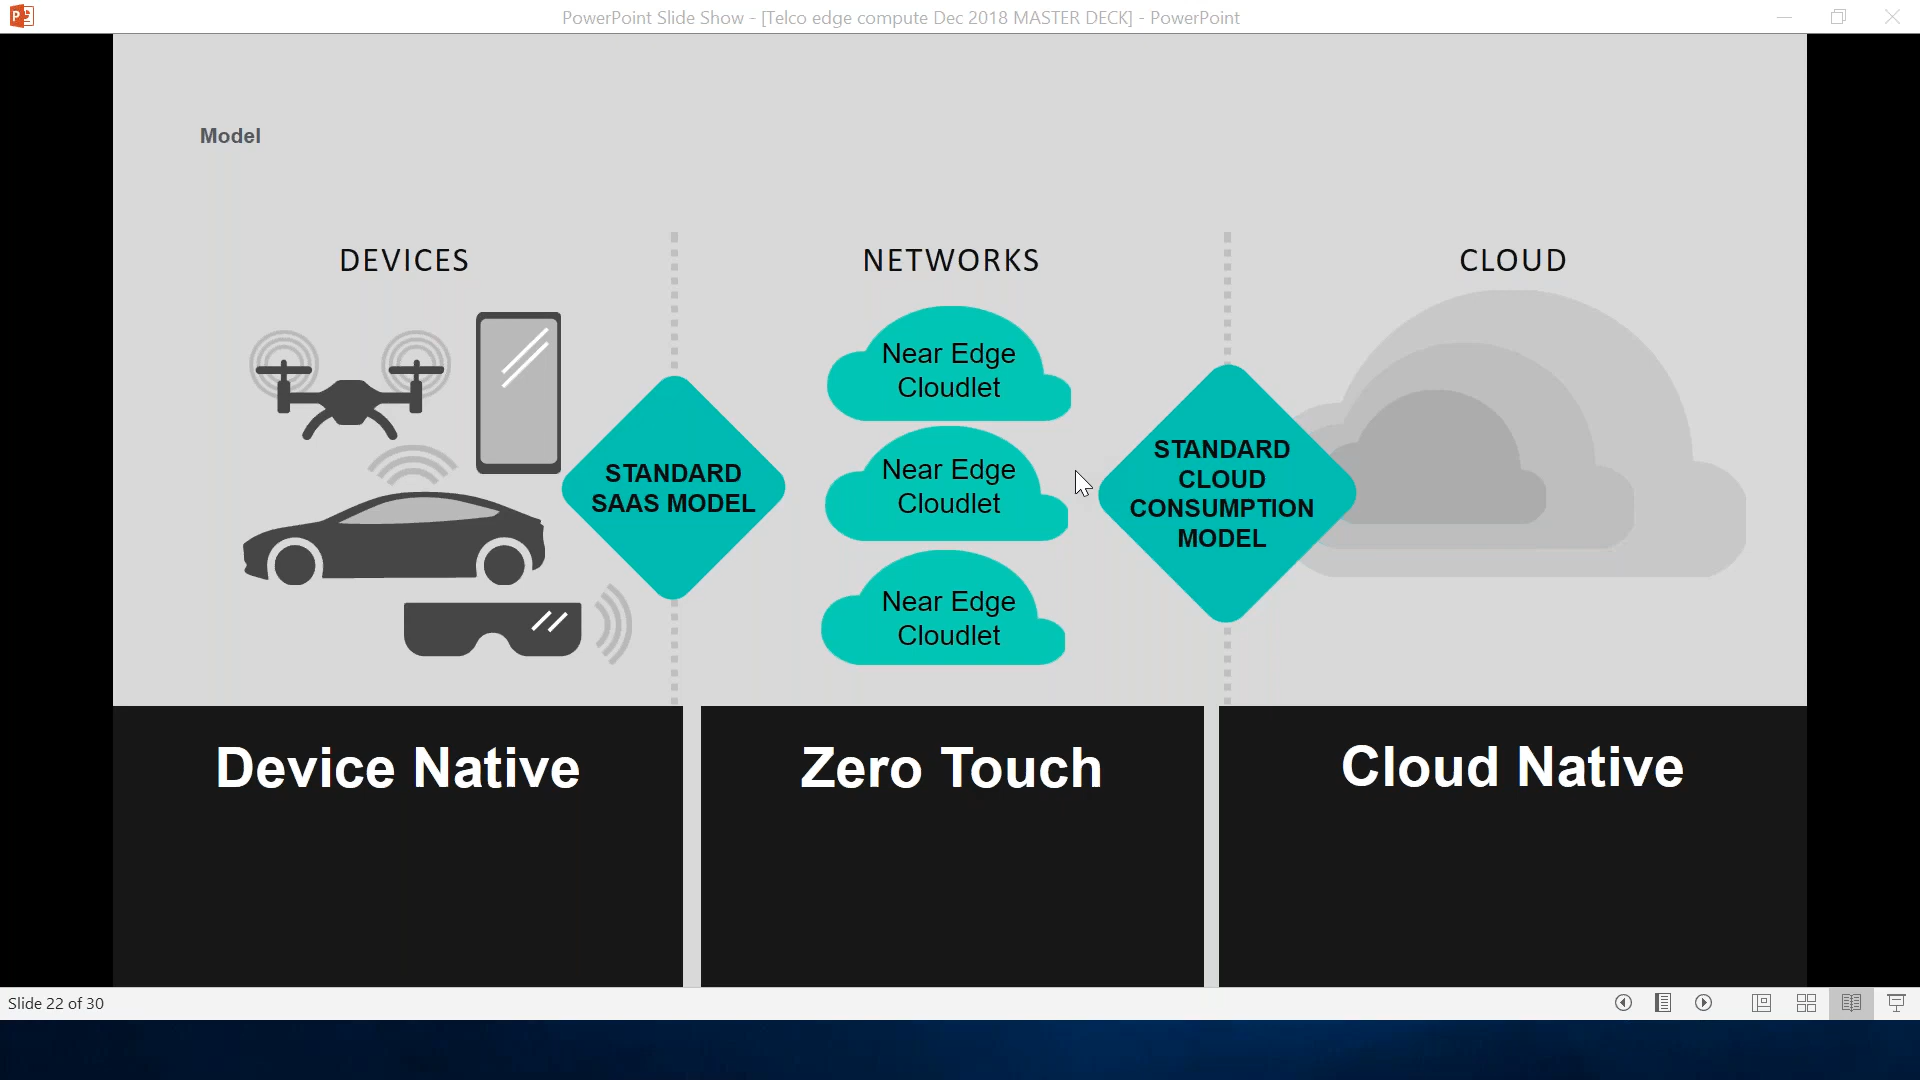 PowerPoint Slide Show - [Telco edge compute Dec 2018 MASTER DECK] - PowerPoint
Model
DEVICES
NETWORKS
CLOUD
Near Edge
Cloudlet
Near Edge
Cloudlet
Near Edge
Cloudlet
STANDARD
SAAS MODEL
STANDARD
CLOUD
CONSUMPTION
MODEL
Device Native
Zero Touch
Cloud Native
Slide 22 of 30